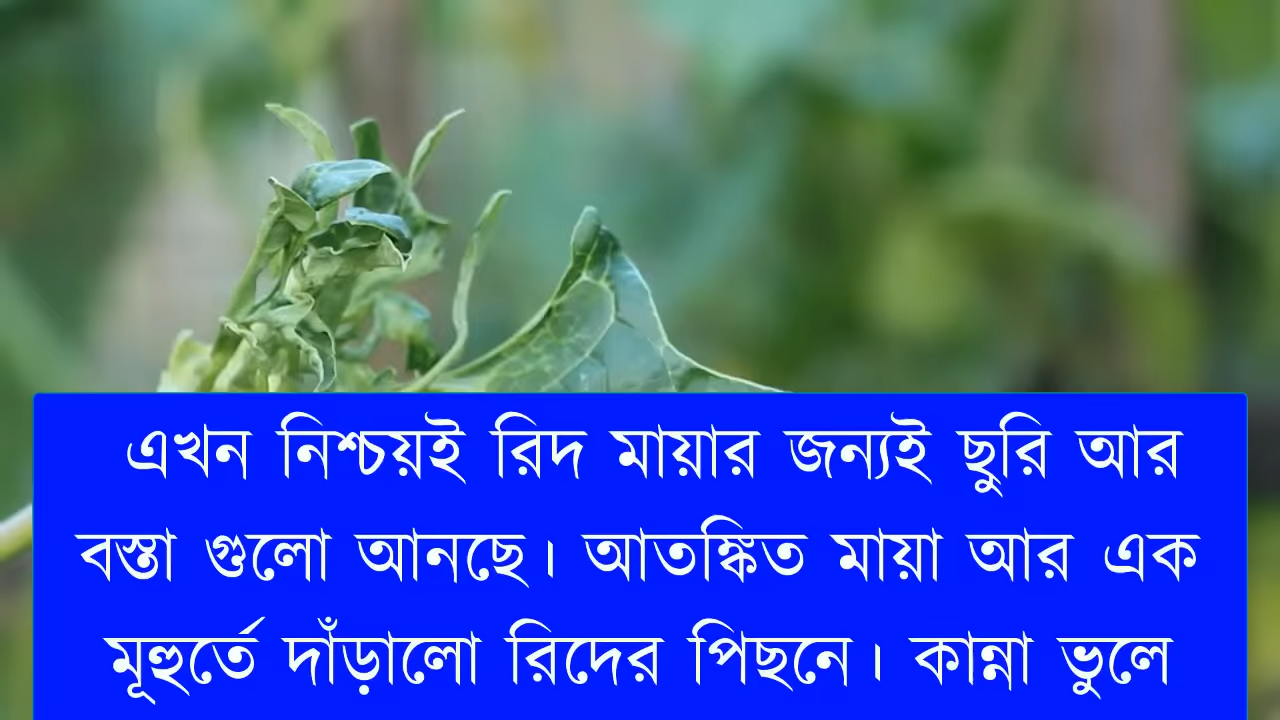 এখন নিশ্চয়ই রিদ মায়ার জন্যই ছুরি আর
বস্তা গুলো আনছে। আতঙ্কিত মায়া আর এক
মূহুর্তে দাঁড়ালো রিদের পিছনে। কান্না ভুলে